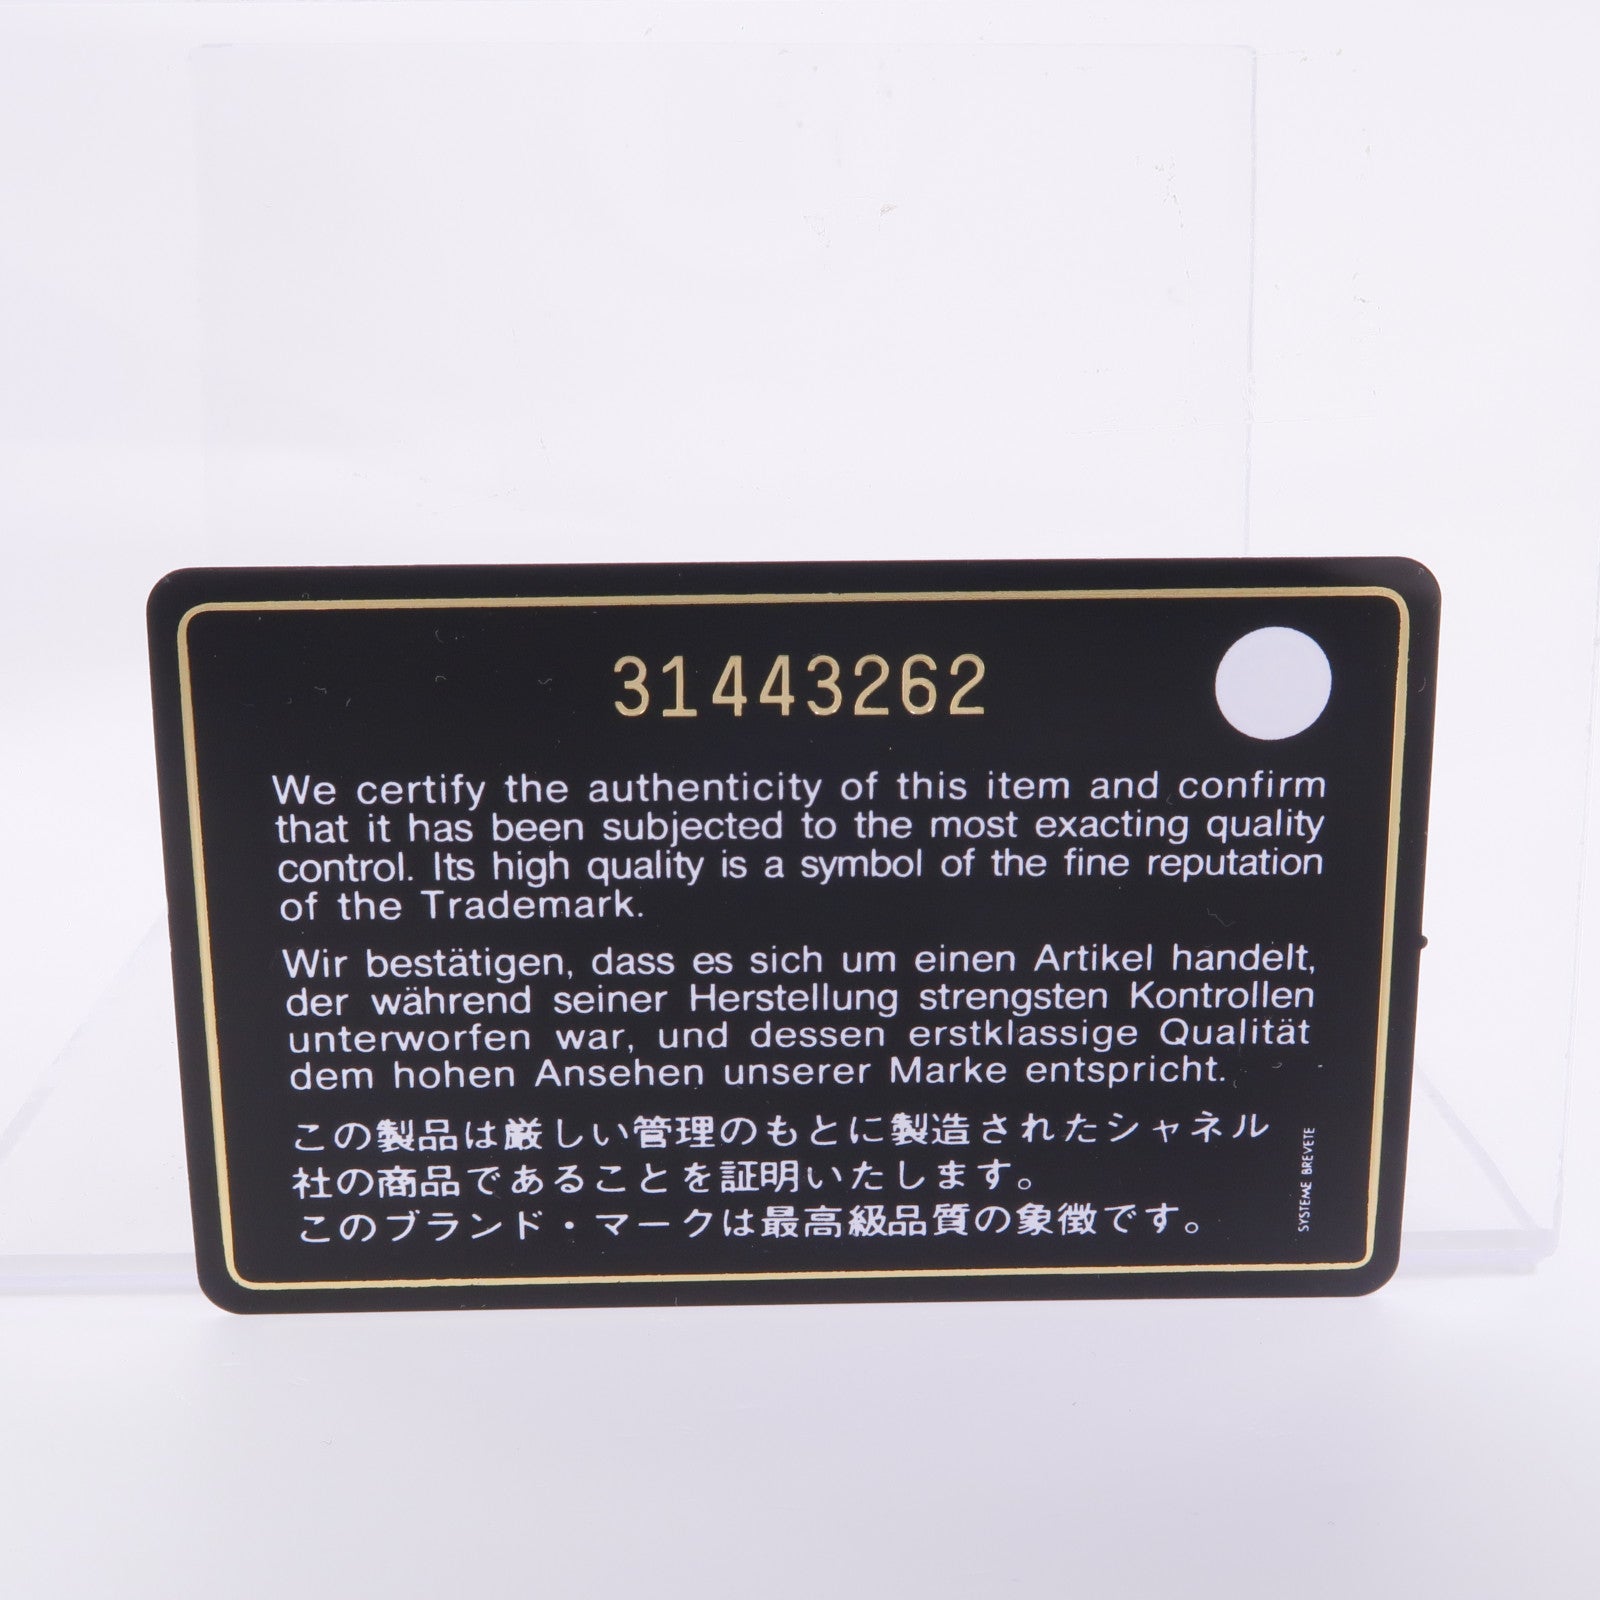 31443262
We certify the authenticity of this item and confirm
that it has been subjected to the most exacting quality
control. Its high quality is a symbol of the fine reputation
of the Trademark.
Wir bestätigen, dass es sich um einen Artikel handelt,
der während seiner Herstellung strengsten Kontrollen
unterworfen war, und dessen erstklassige Qualität
dem hohen Ansehen unserer Marke entspricht.
この製品は厳しい管理のもとに製造されたシャネル
社の商品であることを証明いたします。
このブランド・マークは最高級品質の象徴です。
SYSTEME BREVETE